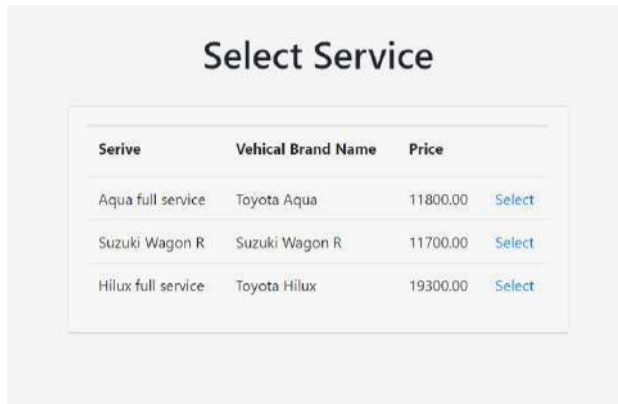 Select Service
Serive Vehical Brand Name Price
Aqua full service Toyota Aqua 11800.00 Select
Suzuki Wagon R Suzuki Wagon R 11700.00 Select
Hilux full service Toyota Hilux 19300.00 Select